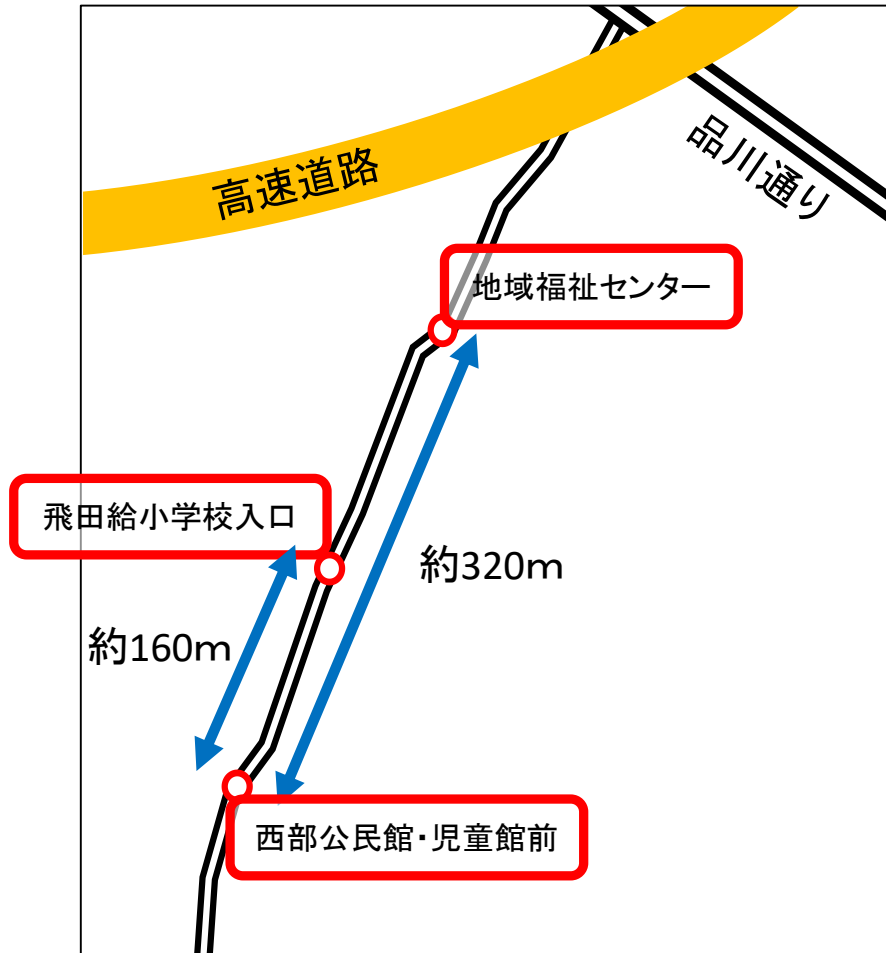 高速道路
品川通り
地域福祉センター
飛田給小学校入口
約320m
約160m
西部公民館・児童館前